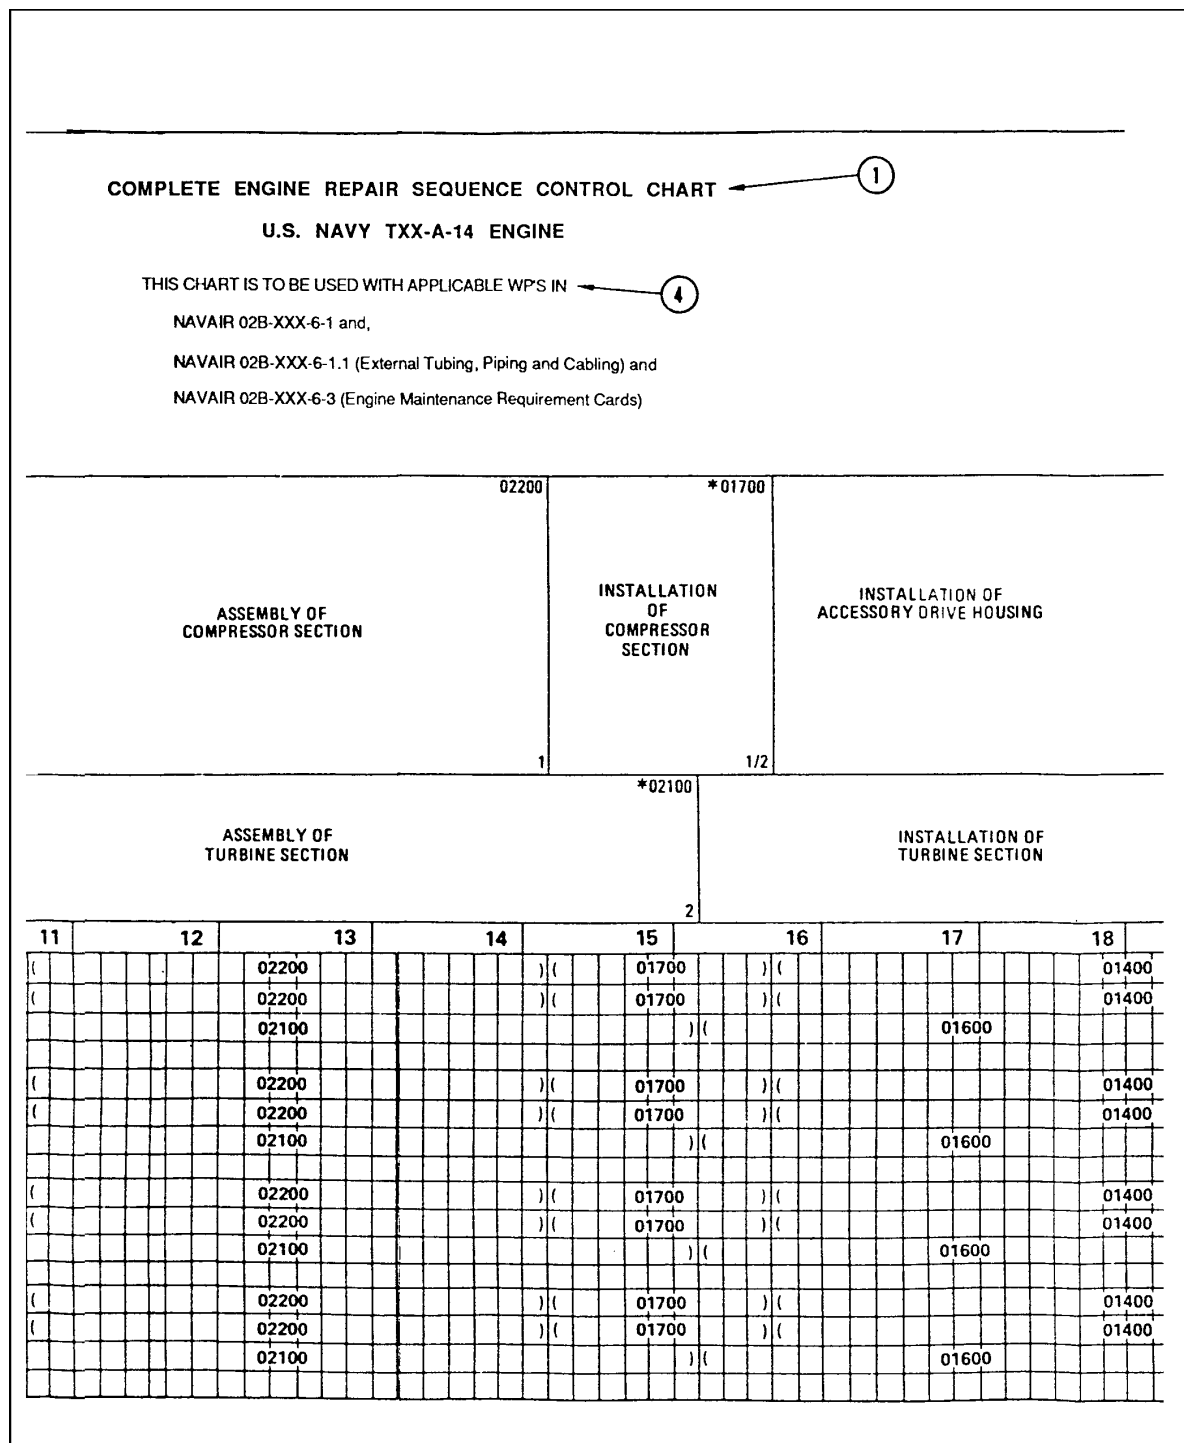 COMPLETE ENGINE REPAIR SEQUENCE CONTROL CHART
1
U.S. NAVY TXX-A-14 ENGINE
THIS CHART IS TO BE USED WITH APPLICABLE WP'S IN
4
NAVAIR 02B-XXX-6-1 and,
NAVAIR 02B-XXX-6-1.1 (External Tubing, Piping and Cabling) and
NAVAIR 02B-XXX-6-3 (Engine Maintenance Requirement Cards)
02200
ASSEMBLY OF
COMPRESSOR SECTION
1
*01700
INSTALLATION
OF
COMPRESSOR
SECTION
1/2
INSTALLATION OF
ACCESSORY DRIVE HOUSING
*02100
ASSEMBLY OF
TURBINE SECTION
2
INSTALLATION OF
TURBINE SECTION
11 12 13 14 15 16 17 18
( 02200 ) ( 01700 ) ( 01400
( 02200 ) ( 01700 ) ( 01400
02100 ) ( 01600
( 02200 ) ( 01700 ) ( 01400
( 02200 ) ( 01700 ) ( 01400
02100 ) ( 01600
( 02200 ) ( 01700 ) ( 01400
( 02200 ) ( 01700 ) ( 01400
02100 ) ( 01600
( 02200 ) ( 01700 ) ( 01400
( 02200 ) ( 01700 ) ( 01400
02100 ) ( 01600